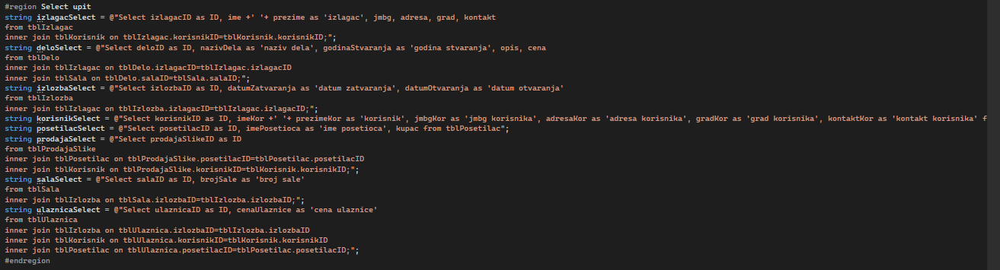 #region Select upit
string izlagacSelect = @"Select izlagacID as ID, ime +' '+ prezime as 'izlagac', jmbg, adresa, grad, kontakt
from tblIzlagac
inner join tblKorisnik on tblIzlagac.korisnikID=tblKorisnik.korisnikID;";
string deloSelect = @"Select deloID as ID, nazivDela as 'naziv dela', godinaStvaranja as 'godina stvaranja', opis, cena
from tblDelo
inner join tblIzlagac on tblDelo.izlagacID=tblIzlagac.izlagacID
inner join tblSala on tblDelo.salaID=tblSala.salaID;";
string izlozbaSelect = @"Select izlozbaID as ID, datumZatvaranja as 'datum zatvaranja', datumOtvaranja as 'datum otvaranja'
from tblIzlozba
inner join tblIzlagac on tblIzlozba.izlagacID=tblIzlagac.izlagacID;";
string korisnikSelect = @"Select korisnikID as ID, imeKor +' '+ prezimeKor as 'korisnik', jmbgKor as 'jmbg korisnika', adresaKor as 'adresa korisnika', gradKor as 'grad korisnika', kontaktKor as 'kontakt korisnika' f
string posetilacSelect = @"Select posetilacID as ID, imePosetioca as 'ime posetioca', kupac from tblPosetilac";
string prodajaSelect = @"Select prodajaSlikeID as ID
from tblProdajaSlike
inner join tblPosetilac on tblProdajaSlike.posetilacID=tblPosetilac.posetilacID
inner join tblKorisnik on tblProdajaSlike.korisnikID=tblKorisnik.korisnikID;";
string salaSelect = @"Select salaID as ID, brojSale as 'broj sale'
from tblSala
inner join tblIzlozba on tblSala.izlozbaID=tblIzlozba.izlozbaID;";
string ulaznicaSelect = @"Select ulaznicaID as ID, cenaUlaznice as 'cena ulaznice'
from tblUlaznica
inner join tblIzlozba on tblUlaznica.izlozbaID=tblIzlozba.izlozbaID
inner join tblKorisnik on tblUlaznica.korisnikID=tblKorisnik.korisnikID
inner join tblPosetilac on tblUlaznica.posetilacID=tblPosetilac.posetilacID;";
#endregion